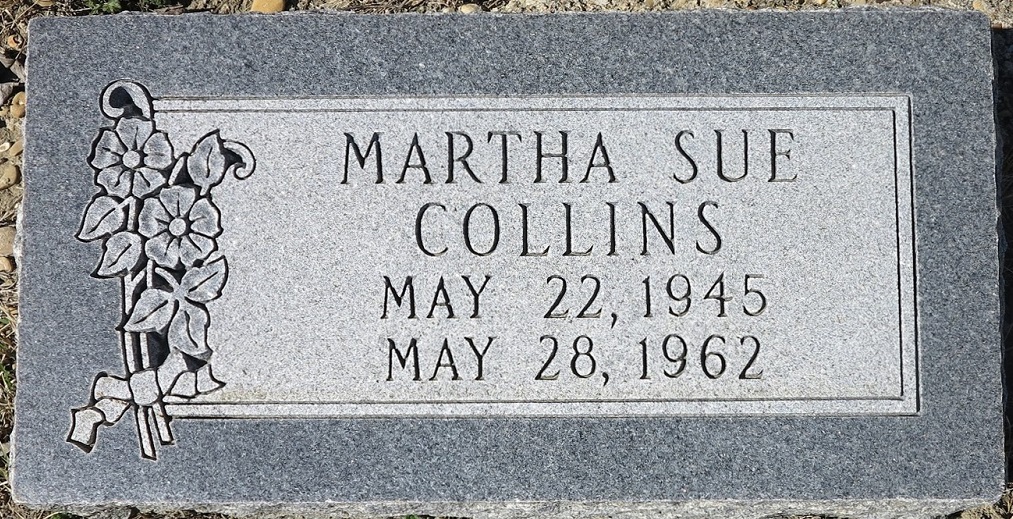 MARTHA SUE
COLLINS
MAY 22, 1945
MAY 28, 1962